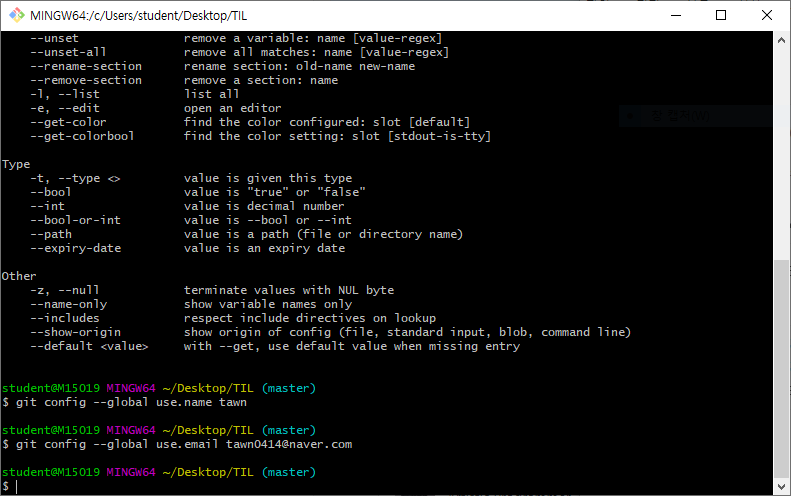 MINGW64:/c/Users/student/Desktop/TIL
--unset remove a variable: name [value-regex]
--unset-all remove all matches: name [value-regex]
--rename-section rename section: old-name new-name
--remove-section remove a section: name
-l, --list list all
-e, --edit open an editor
--get-color find the color configured: slot [default]
--get-colorbool find the color setting: slot [stdout-is-tty]
Type
-t, --type <> value is given this type
--bool value is "true" or "false"
--int value is decimal number
--bool-or-int value is --bool or --int
--path value is a path (file or directory name)
--expiry-date value is an expiry date
Other
-z, --null terminate values with NUL byte
--name-only show variable names only
--includes respect include directives on lookup
--show-origin show origin of config (file, standard input, blob, command line)
--default <value> with --get, use default value when missing entry
student@M15019 MINGW64 ~/Desktop/TIL (master)
$ git config --global use.name tawn
student@M15019 MINGW64 ~/Desktop/TIL (master)
$ git config --global use.email tawn0414@naver.com
student@M15019 MINGW64 ~/Desktop/TIL (master)
$